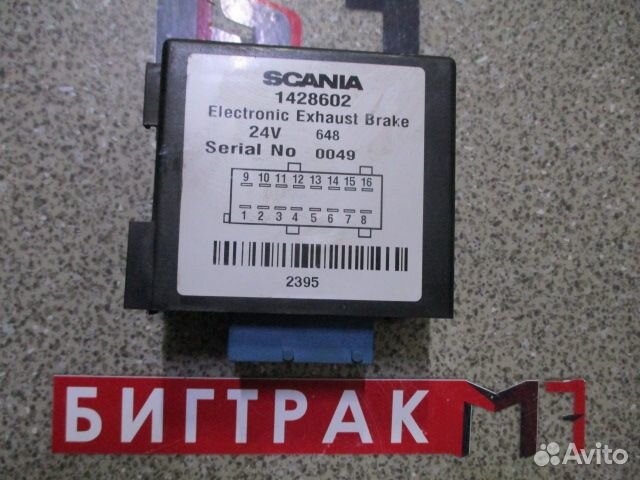 SCANIA
1428602
Electronic Exhaust Brake
24V 648
Serial No 0049
9 10 11 12 13 14 15 16
1 2 3 4 5 6 7 8
2395
БИГТРАК
Avito